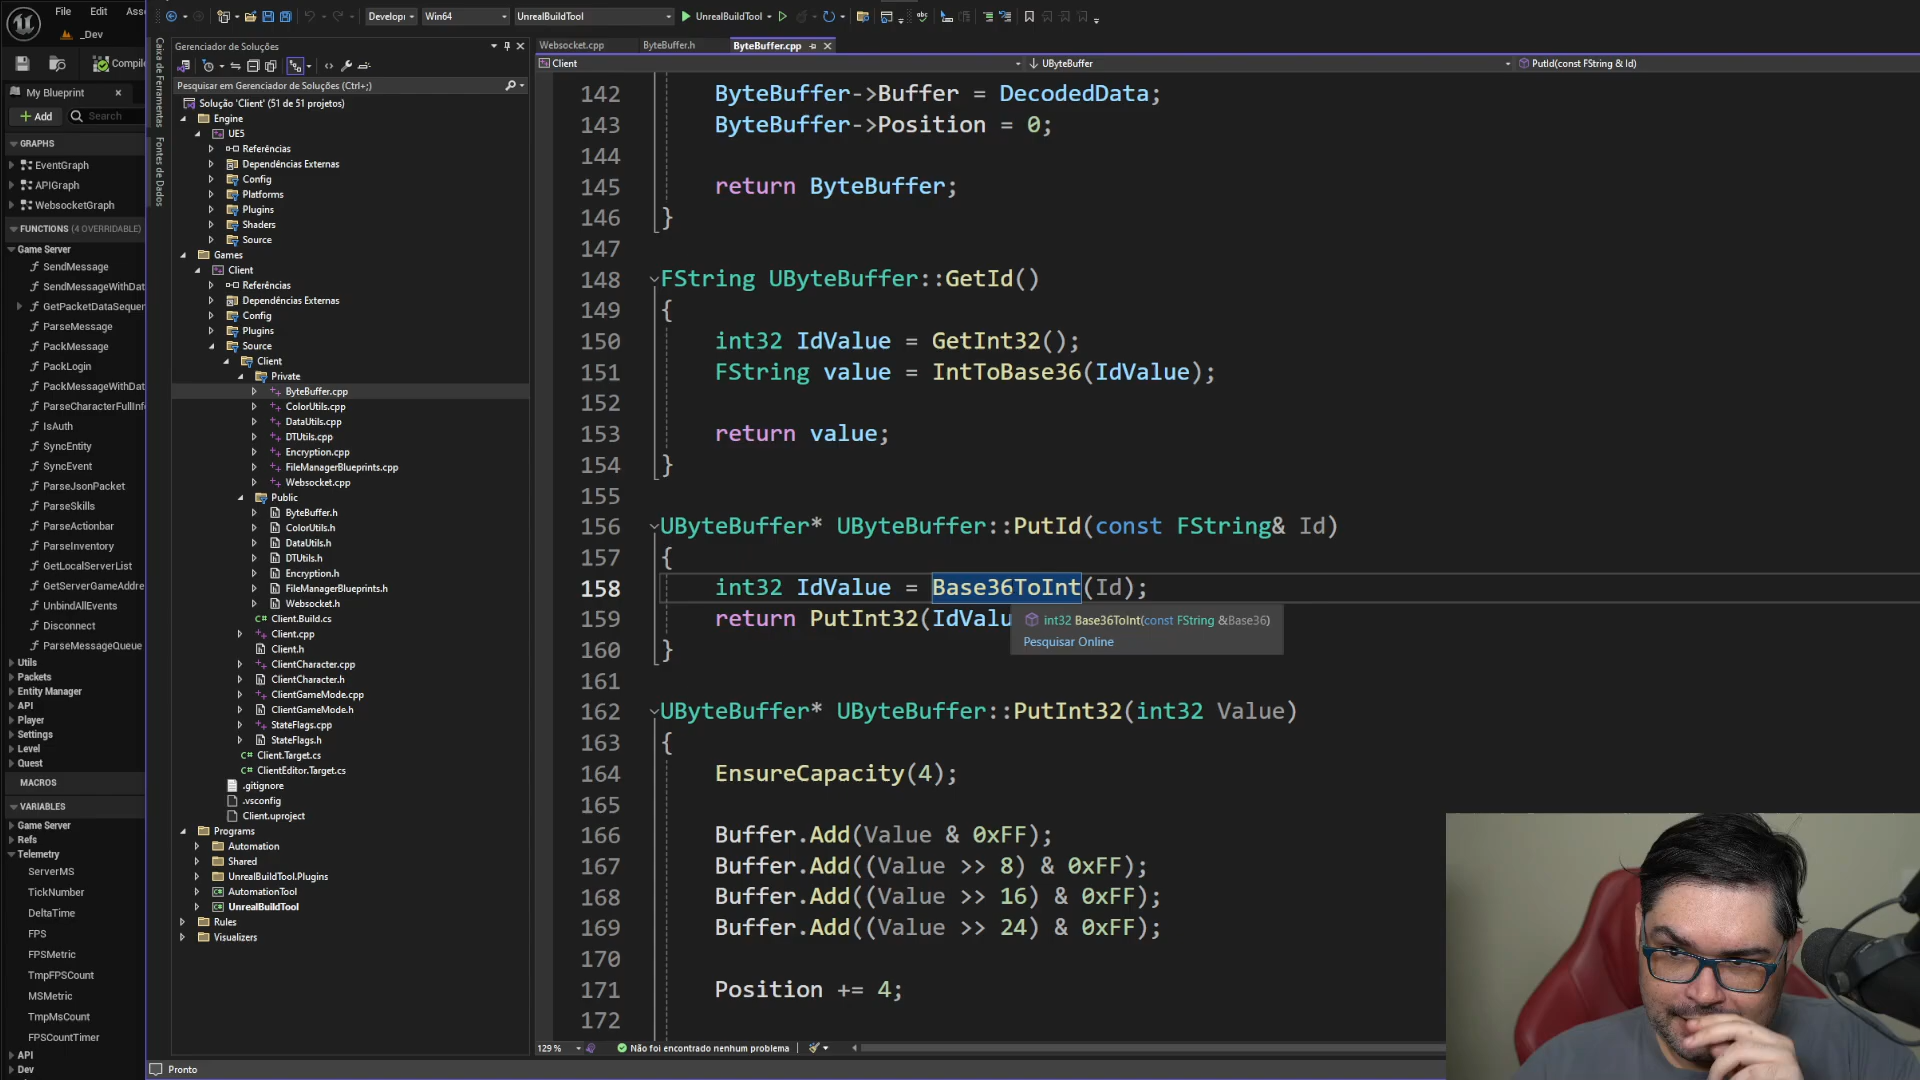 File Edit Ass
_Dev
Compile
My Blueprint
Add
Search
GRAPHS
EventGraph
APIGraph
WebsocketGraph
FUNCTIONS (4 OVERRIDABLE)
Game Server
SendMessage
SendMessageWithDat
GetPacketDataSequen
ParseMessage
PackMessage
PackLogin
PackMessageWithDat
ParseCharacterFullInf
IsAuth
SyncEntity
SyncEvent
ParseJsonPacket
ParseSkills
ParseActionbar
ParseInventory
GetLocalServerList
GetServerGameAddre
UnbindAllEvents
Disconnect
ParseMessageQueue
Utils
Packets
Entity Manager
API
Player
Settings
Level
Quest
MACROS
VARIABLES
Game Server
Refs
Telemetry
ServerMS
TickNumber
DeltaTime
FPS
FPSMetric
TmpFPSCount
MSMetric
TmpMsCount
FPSCountTimer
API
Dev
Caixa de Ferramentas
Fontes de Dados
Develop Win64 UnrealBuildTool UnrealBuildTool
Gerenciador de Soluções
Pesquisar em Gerenciador de Soluções (Ctrl+;)
Solução 'Client' (51 de 51 projetos)
Engine
UE5
Referências
Dependências Externas
Config
Platforms
Plugins
Shaders
Source
Games
Client
Referências
Dependências Externas
Config
Plugins
Source
Client
Private
ByteBuffer.cpp
ColorUtils.cpp
DataUtils.cpp
DTUtils.cpp
Encryption.cpp
FileManagerBlueprints.cpp
Websocket.cpp
Public
ByteBuffer.h
ColorUtils.h
DataUtils.h
DTUtils.h
Encryption.h
FileManagerBlueprints.h
Websocket.h
Client.Build.cs
Client.cpp
Client.h
ClientCharacter.cpp
ClientCharacter.h
ClientGameMode.cpp
ClientGameMode.h
StateFlags.cpp
StateFlags.h
Client.Target.cs
ClientEditor.Target.cs
.gitignore
.vsconfig
Client.uproject
Programs
Automation
Shared
UnrealBuildTool.Plugins
AutomationTool
UnrealBuildTool
Rules
Visualizers
Websocket.cpp ByteBuffer.h ByteBuffer.cpp
Client UByteBuffer PutId(const FString & Id)
142 ByteBuffer->Buffer = DecodedData;
143 ByteBuffer->Position = 0;
144
145 return ByteBuffer;
146 }
147
148 FString UByteBuffer::GetId()
149 {
150 int32 IdValue = GetInt32();
151 FString value = IntToBase36(IdValue);
152
153 return value;
154 }
155
156 UByteBuffer* UByteBuffer::PutId(const FString& Id)
157 {
158 int32 IdValue = Base36ToInt(Id);
159 return PutInt32(IdValu
int32 Base36ToInt(const FString &Base36)
Pesquisar Online
160 }
161
162 UByteBuffer* UByteBuffer::PutInt32(int32 Value)
163 {
164 EnsureCapacity(4);
165
166 Buffer.Add(Value & 0xFF);
167 Buffer.Add((Value >> 8) & 0xFF);
168 Buffer.Add((Value >> 16) & 0xFF);
169 Buffer.Add((Value >> 24) & 0xFF);
170
171 Position += 4;
172
129 % Não foi encontrado nenhum problema
Pronto